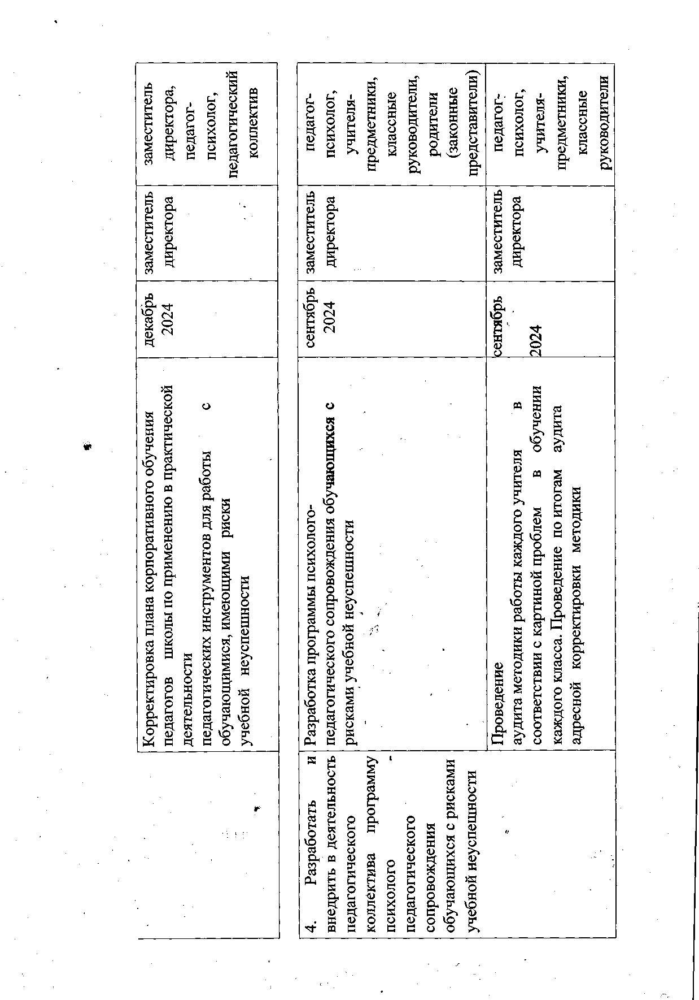 Корректировка плана корпоративного обучения
педагогов школы по применению в практической
деятельности
педагогических инструментов для работы с
обучающимися, имеющими риски
учебной неуспешности
декабрь
2024
заместитель
директора
заместитель
директора,
педагог-
психолог,
педагогический
коллектив
4. Разработать и
внедрить в деятельность
педагогического
коллектива программу
психолого -
педагогического
сопровождения
обучающихся с рисками
учебной неуспешности
Разработка программы психолого-
педагогического сопровождения обучающихся с
рисками учебной неуспешности
сентябрь
2024
заместитель
директора
педагог-
психолог,
учителя-
предметники,
классные
руководители,
родители
(законные
представители)
Проведение
аудита методики работы каждого учителя в
соответствии с картиной проблем в обучении
каждого класса. Проведение по итогам аудита
адресной корректировки методики
сентябрь
2024
заместитель
директора
педагог-
психолог,
учителя-
предметники,
классные
руководители